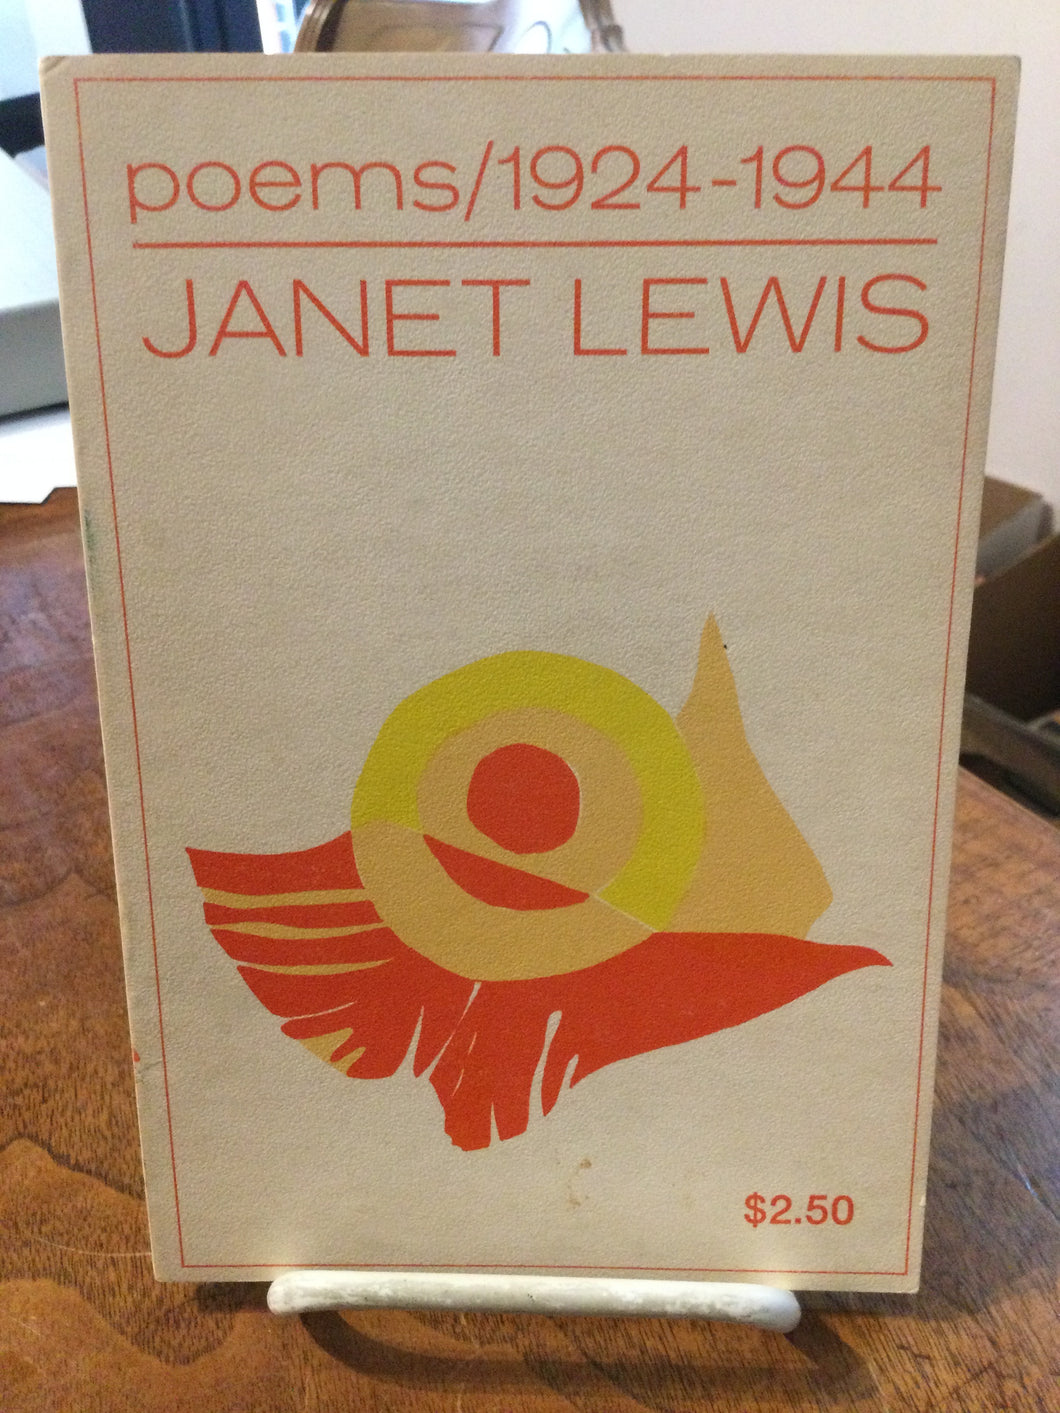 poems/1924-1944
JANET LEWIS
$2.50